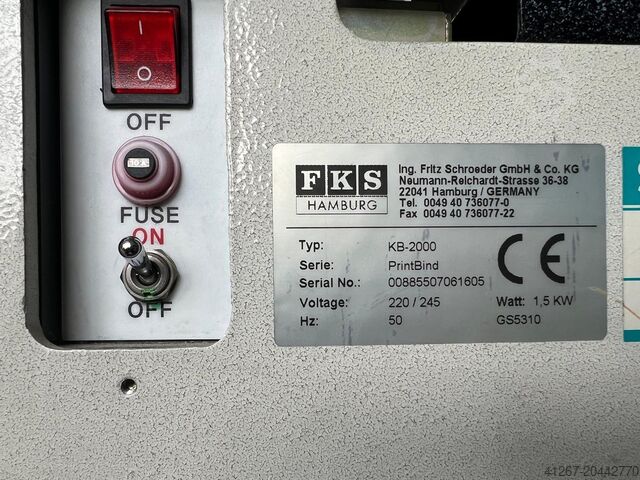 OFF
FUSE
ON
OFF
FKS
HAMBURG
Ing. Fritz Schroeder GmbH & Co. KG
Neumann-Reichardt-Strasse 36-38
22041 Hamburg / GERMANY
Tel. 0049 40 736077-0
Fax 0049 40 736077-22
Typ: KB-2000
Serie: PrintBind
Serial No.: 00885507061605
Voltage: 220 / 245 Watt: 1,5 KW
Hz: 50 GS5310
CE
41267-20442770